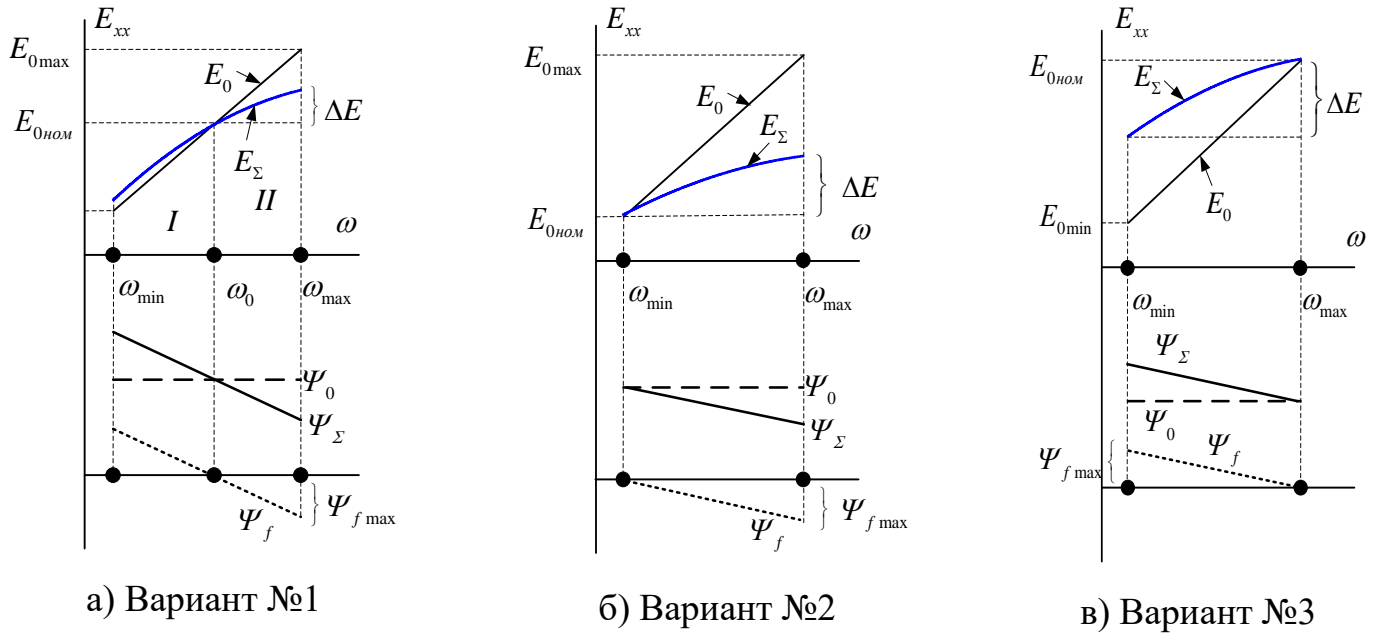 E_xx
E_0max
E_0
E_0ном
ΔE
E_Σ
I
II
ω
ω_min
ω_0
ω_max
Ψ_0
Ψ_Σ
Ψ_f
Ψ_f max
а) Вариант №1
E_xx
E_0max
E_0
E_Σ
ΔE
E_0ном
ω
ω_min
ω_max
Ψ_0
Ψ_Σ
Ψ_f
Ψ_f max
б) Вариант №2
E_xx
E_0ном
E_Σ
ΔE
E_0
E_0min
ω
ω_min
ω_max
Ψ_Σ
Ψ_0
Ψ_f
Ψ_f max
в) Вариант №3